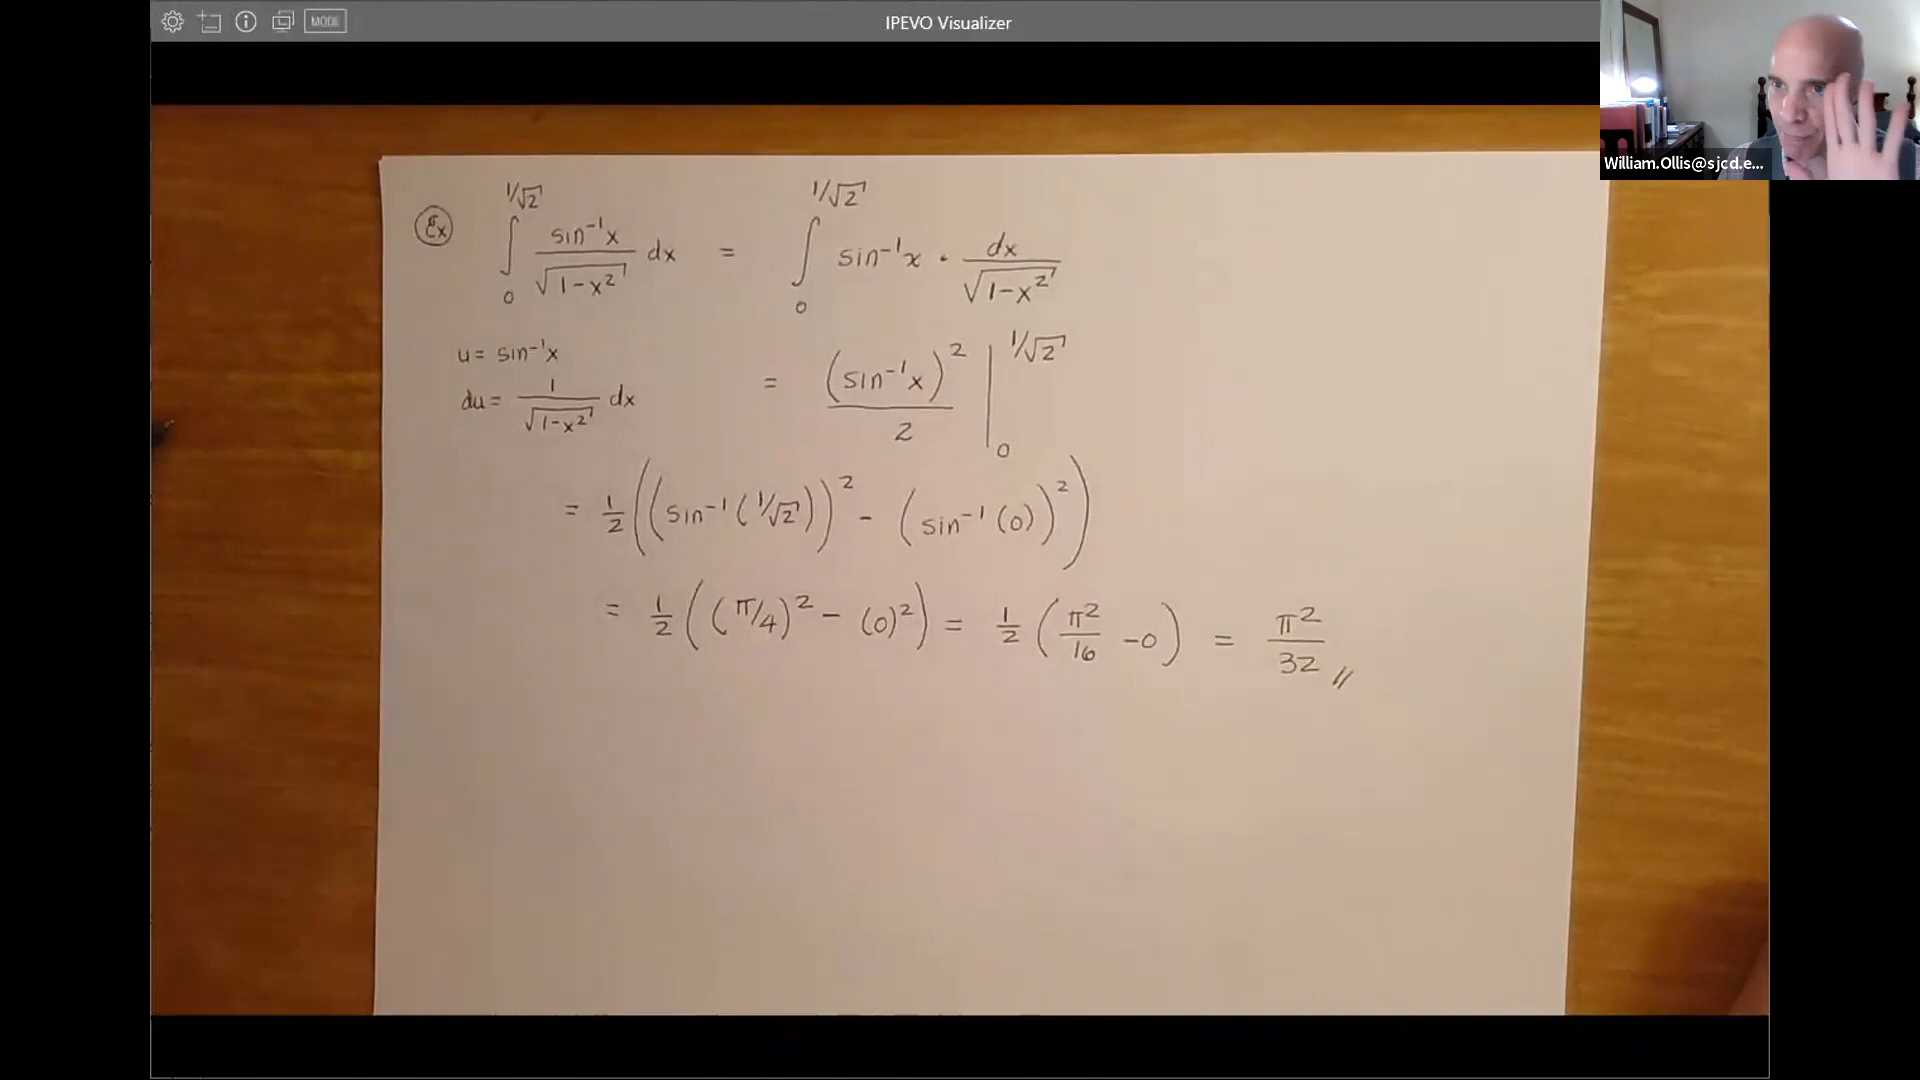 MODE
IPEVO Visualizer
William.Ollis@sjcd.e...
Ex ∫₀^{1/√2} sin⁻¹x / √(1-x²) dx = ∫₀^{1/√2} sin⁻¹x · dx / √(1-x²)
u = sin⁻¹x
du = 1/√(1-x²) dx
= (sin⁻¹x)² / 2 |₀^{1/√2}
= 1/2 ((sin⁻¹(1/√2))² - (sin⁻¹(0))²)
= 1/2 ((π/4)² - (0)²) = 1/2 (π²/16 - 0) = π²/32 //